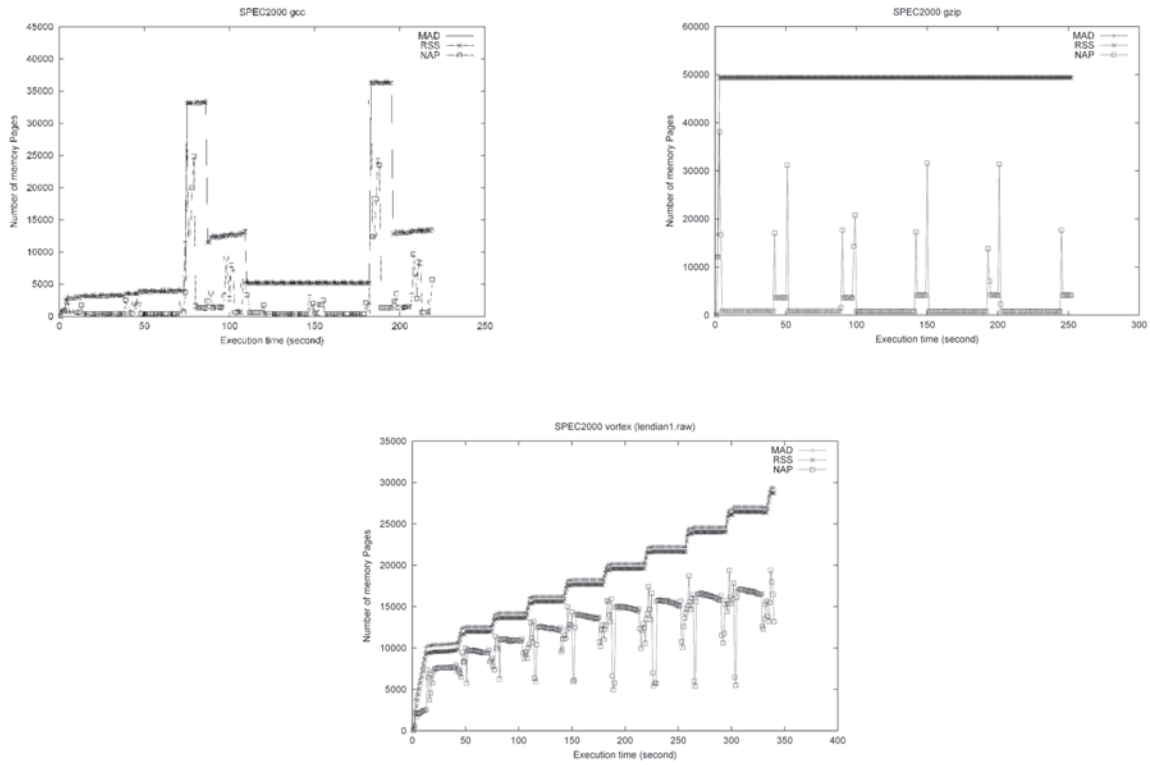 SPEC2000 gcc
45000
40000
35000
30000
25000
20000
15000
10000
5000
0
0 50 100 150 200 250
Number of memory Pages
Execution time (second)
MAD
RSS
NAP
SPEC2000 gzip
60000
50000
40000
30000
20000
10000
0
0 50 100 150 200 250 300
Number of memory Pages
Execution time (second)
MAD
RSS
NAP
SPEC2000 vortex (lendian1.raw)
35000
30000
25000
20000
15000
10000
5000
0
0 50 100 150 200 250 300 350 400
Number of memory Pages
Execution time (second)
MAD
RSS
NAP